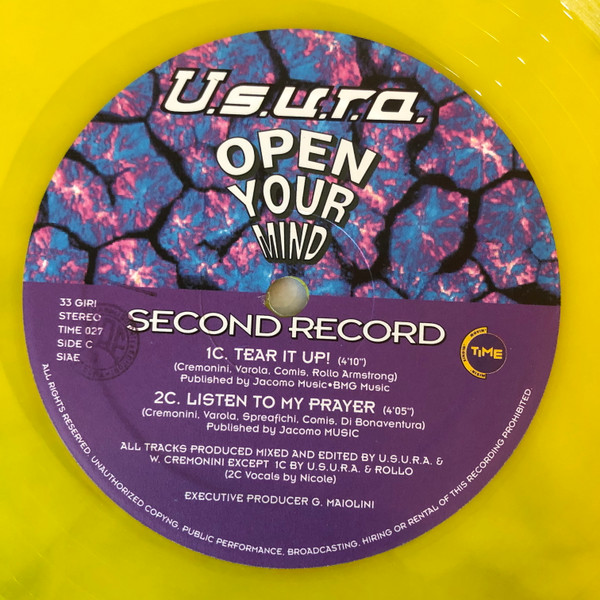 U.S.U.R.A.
OPEN
YOUR
MIND
33 GIRI
STEREO
TIME 027
SIDE C
SIAE
SECOND RECORD
TIME
1C. TEAR IT UP! (4'10")
(Cremonini, Varola, Comis, Rollo Armstrong)
Published by Jacomo Music•BMG Music
2C. LISTEN TO MY PRAYER (4'05")
(Cremonini, Varola, Spreafichi, Comis, Di Bonaventura)
Published by Jacomo MUSIC
ALL TRACKS PRODUCED MIXED AND EDITED BY U.S.U.R.A. &
W. CREMONINI EXCEPT 1C BY U.S.U.R.A. & ROLLO
(2C Vocals by Nicole)
EXECUTIVE PRODUCER G. MAIOLINI
ALL RIGHTS RESERVED. UNAUTHORIZED COPYNG, PUBLIC PERFORMANCE, BROADCASTING, HIRING OR RENTAL OF THIS RECORDING PROHIBITED.